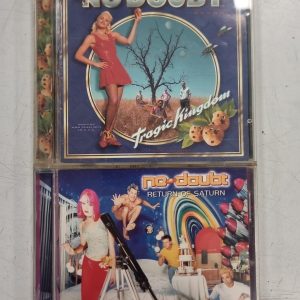 NO DOUBT
Tragic Kingdom
no doubt
RETURN OF SATURN